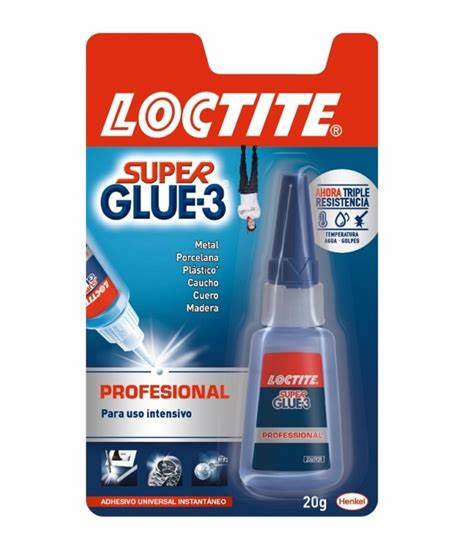 LOCTITE®
SUPER
GLUE-3
AHORA TRIPLE
RESISTENCIA
TEMPERATURA
AGUA - GOLPES
Metal
Porcelana
Plástico*
Caucho
Cuero
Madera
LOCTITE
PROFESIONAL
Para uso intensivo
LOCTITE
SUPER
GLUE-3
PROFESSIONAL
ADHESIVO UNIVERSAL INSTANTÁNEO
20g
Henkel